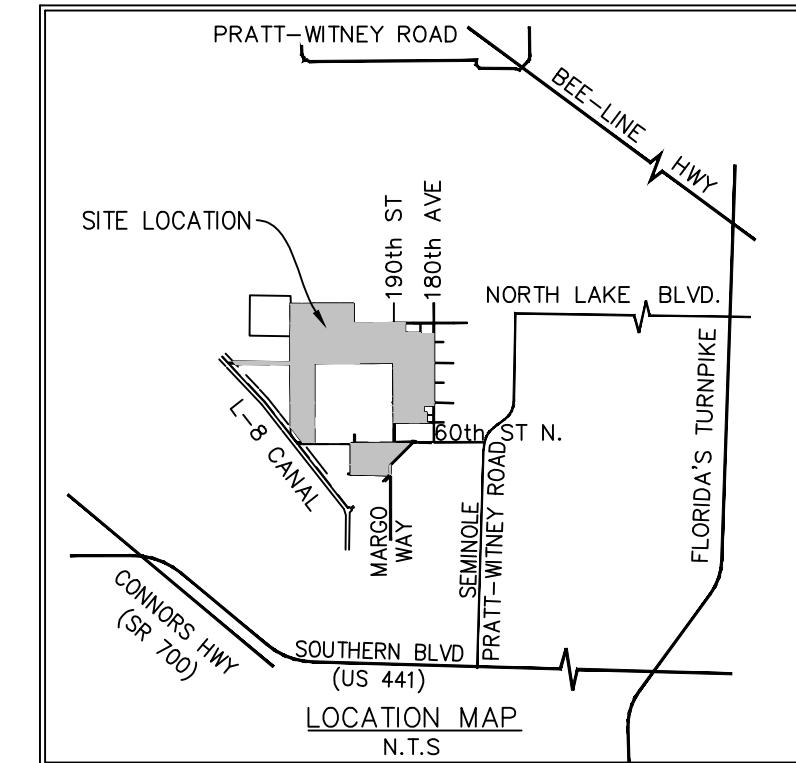 PRATT-WITNEY ROAD
BEE-LINE
HWY
SITE LOCATION
190th ST
180th AVE
NORTH LAKE BLVD.
FLORIDA'S TURNPIKE
60th ST N.
L-8 CANAL
MARGO
WAY
SEMINOLE
PRATT-WITNEY ROAD
CONNORS HWY
(SR 700)
SOUTHERN BLVD
(US 441)
LOCATION MAP
N.T.S